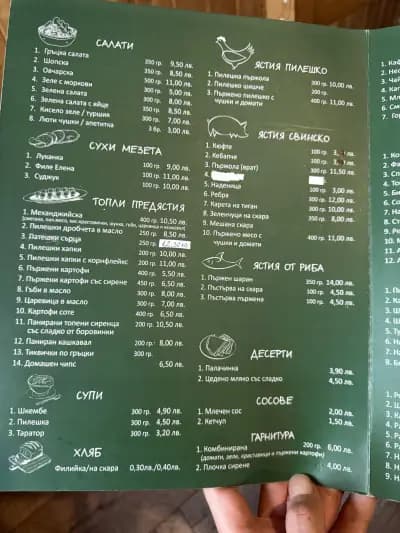 САЛАТИ
1. Гръцка салата 350 гр. 9,50 лв.
2. Шопска 350 гр. 8,50 лв.
3. Овчарска 500 гр. 11,00 лв.
4. Зеле с моркови 300 гр. 5,00 лв.
5. Зелена салата 300 гр. 8,00 лв.
6. Зелена салата с яйце 350 гр. 8,50 лв.
7. Кисело зеле / туршия 300 гр. 7,00 лв.
8. Люти чушки / апетитка 3 бр. 3,00 лв.
СУХИ МЕЗЕТА
1. Луканка 100 гр. 9,00 лв.
2. Филе Елена 100 гр. 11,00 лв.
3. Суджук 100 гр. 10,00 лв.
ТОПЛИ ПРЕДЯСТИЯ
1. Механджийска 400 гр. 10,50 лв.
2. Пилешки дробчета в масло 250 гр. 8,50 лв.
3. Патешки сърца 250 гр.
4. Пилешки хапки 200 гр. 10,00 лв.
5. Пилешки хапки с корнфлейкс 200 гр. 11,00 лв.
6. Пържени картофи 400 гр. 5,50 лв.
7. Пържени картофи със сирене 450 гр. 6,50 лв.
8. Гъби в масло 300 гр. 8,00 лв.
9. Царевица в масло 300 гр. 7,00 лв.
10. Картофи соте 400 гр. 6,50 лв.
11. Панирани топени сиренца 200 гр. 10,50 лв.
със сладко от боровинки
12. Паниран кашкавал 200 гр. 8,00 лв.
13. Тиквички по гръцки 300 гр.
14. Домашен чипс 6,50 лв.
СУПИ
1. Шкембе 300 гр. 4,90 лв.
2. Пилешка 300 гр. 4,50 лв.
3. Таратор 300 гр. 3,20 лв.
ХЛЯБ
Филийка/на скара 0,30лв./0,40лв.
ЯСТИЯ ПИЛЕШКО
1. Пилешка пържола 300 гр. 10,00 лв.
2. Пилешко шишче 200 гр.
3. Пържено пилешко с 400 гр. 11,00 лв.
чушки и домати
ЯСТИЯ СВИНСКО
1. Кюфте 100 гр.
2. Кебапче 100 гр.
3. Пържола (врат) 300 гр. 11,50 лв.
4.
5. Наденица
6. Ребра 300 гр. 12,00 лв.
7. Карета на тиган 300 гр. 10,00 лв.
8. Зеленчуци на скара 350 гр. 8,00 лв.
9. Мешана скара
10. Пържено месо с 400 гр. 11,00 лв.
чушки и домати
ЯСТИЯ ОТ РИБА
1. Пържен шаран 350 гр. 14,00 лв.
2. Пъстърва на скара 100 гр. 4,50 лв.
3. Пъстърва пържена 100 гр. 4,50 лв.
ДЕСЕРТИ
1. Палачинка 3,90 лв.
2. Цедено мляко със сладко 4,50 лв.
СОСОВЕ
1. Млечен сос 2,00 лв.
2. Кетчуп 1,50 лв.
ГАРНИТУРА
1. Комбинирана 200 гр. 6,00 лв.
(домати, зеле, краставици и пържени картофи)
2. Плочка сирене 4,00 лв.